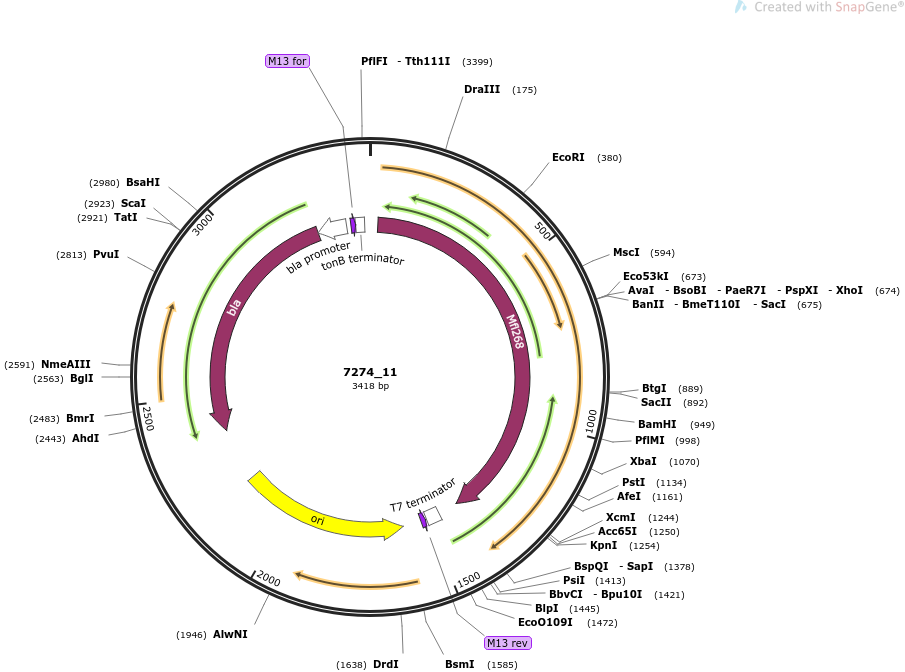 Created with SnapGene®
M13 for
PflFI - Tth111I (3399)
DraIII (175)
EcoRI (380)
MscI (594)
Eco53kI (673)
AvaI - BsoBI - PaeR7I - PspXI - XhoI (674)
BanII - BmeT110I - SacI (675)
BtgI (889)
SacII (892)
BamHI (949)
PflMI (998)
XbaI (1070)
PstI (1134)
AfeI (1161)
XcmI (1244)
Acc65I (1250)
KpnI (1254)
BspQI - SapI (1378)
PsiI (1413)
BbvCI - Bpu10I (1421)
BlpI (1445)
EcoO109I (1472)
M13 rev
BsmI (1585)
(1638) DrdI
(1946) AlwNI
(2443) AhdI
(2483) BmrI
(2563) BglI
(2591) NmeAIII
(2813) PvuI
(2921) TatI
(2923) ScaI
(2980) BsaHI
500
1000
1500
2000
2500
3000
bla promoter
tonB terminator
bla
Mfl268
7274_11
3418 bp
T7 terminator
ori